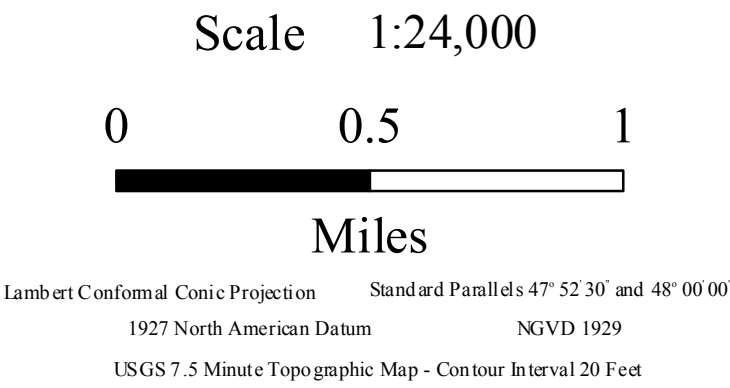 Scale 1:24,000
0 0.5 1
Miles
Lambert Conformal Conic Projection Standard Parallels 47° 52' 30" and 48° 00' 00"
1927 North American Datum NGVD 1929
USGS 7.5 Minute Topographic Map - Contour Interval 20 Feet